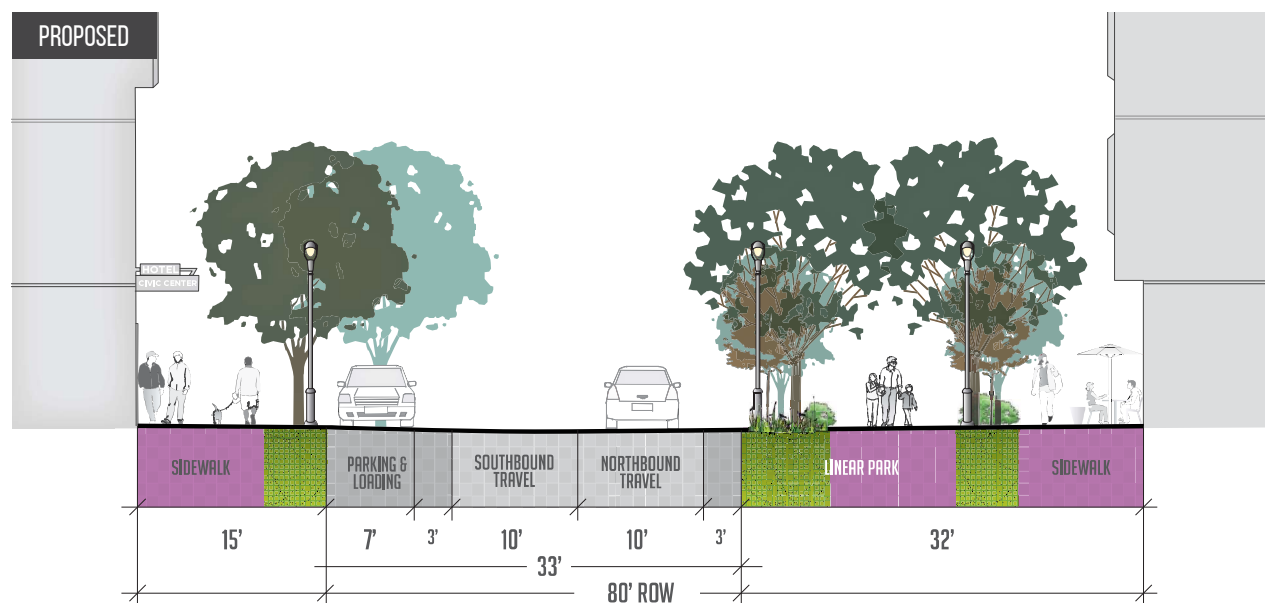 PROPOSED
HOTEL
CIVIC CENTER
SIDEWALK
PARKING &
LOADING
SOUTHBOUND
TRAVEL
NORTHBOUND
TRAVEL
LINEAR PARK
SIDEWALK
15'
7'
3'
10'
10'
3'
32'
33'
80' ROW